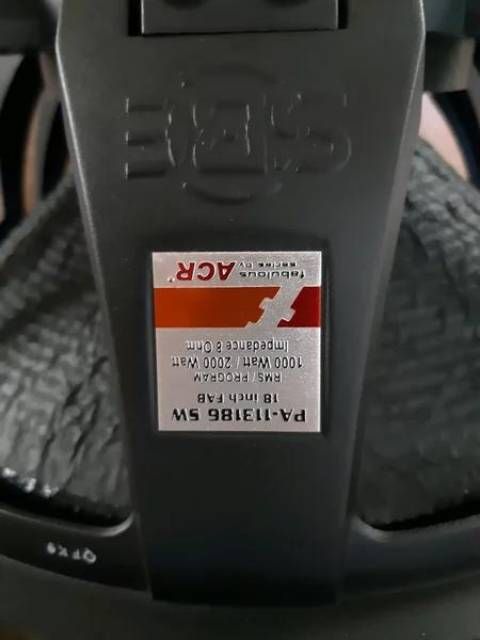 PA-113186 SW
18 inch FAB
RMS / PROGRAM
1000 Watt / 2000 Watt
Impedance 8 Ohm
fabulous
series by
ACR®